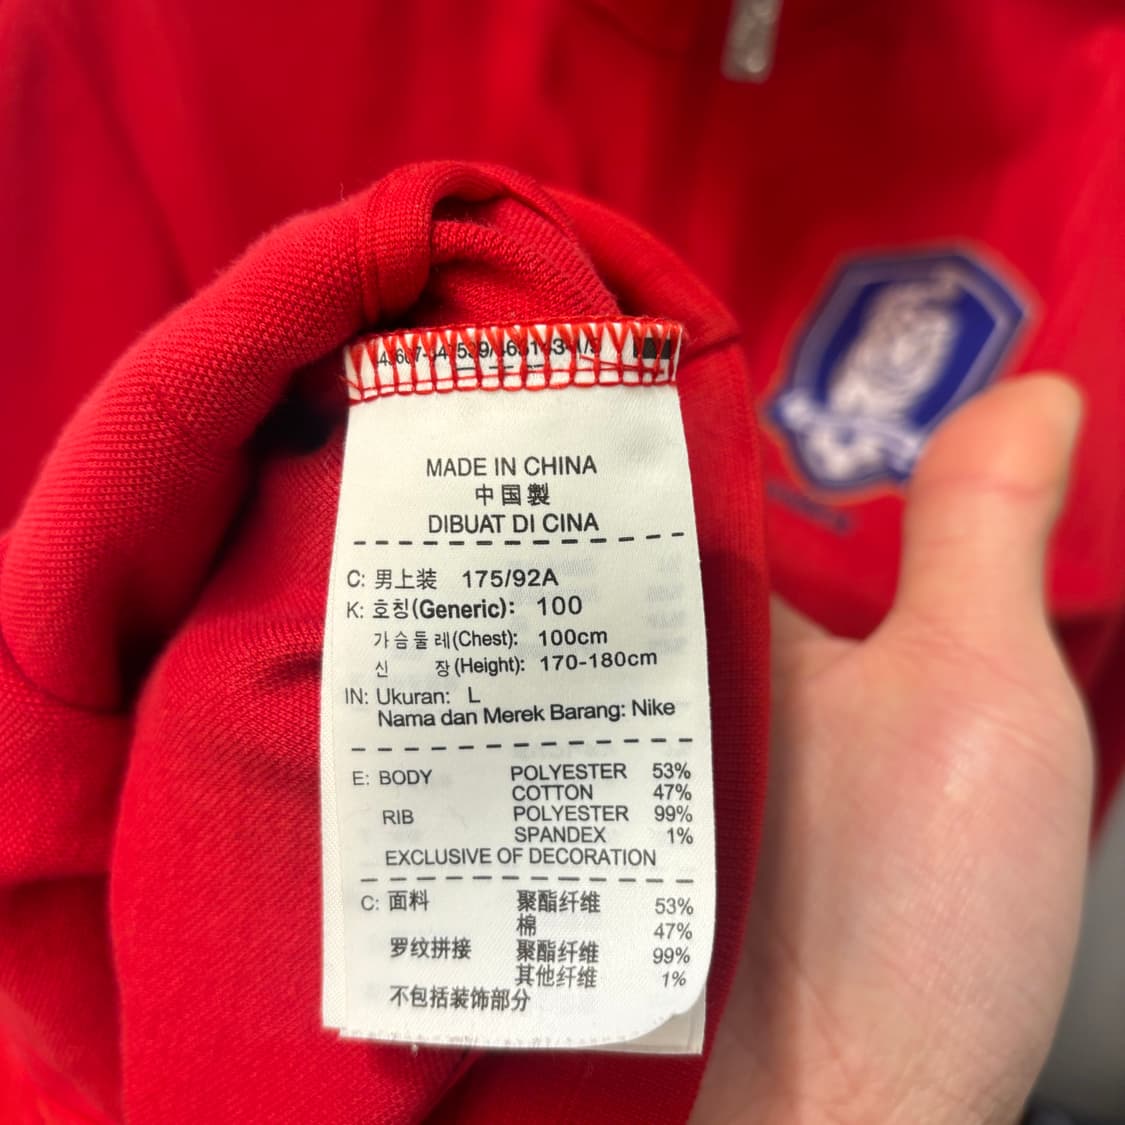 MADE IN CHINA
中国製
DIBUAT DI CINA
C: 男上装 175/92A
K: 호칭(Generic): 100
가슴둘레(Chest): 100cm
신 장(Height): 170-180cm
IN: Ukuran: L
Nama dan Merek Barang: Nike
E: BODY POLYESTER 53%
COTTON 47%
RIB POLYESTER 99%
SPANDEX 1%
EXCLUSIVE OF DECORATION
C: 面料 聚酯纤维 53%
棉 47%
罗纹拼接 聚酯纤维 99%
其他纤维 1%
不包括装饰部分